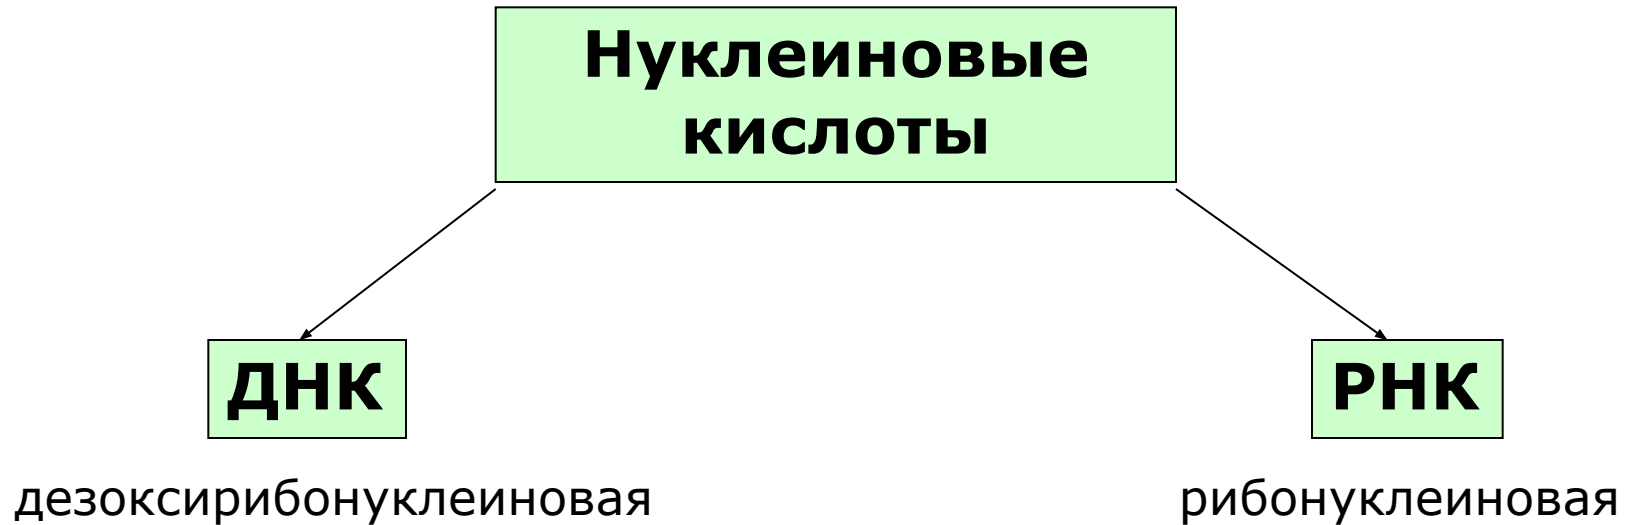 Нуклеиновые
кислоты
ДНК
РНК
дезоксирибонуклеиновая
рибонуклеиновая